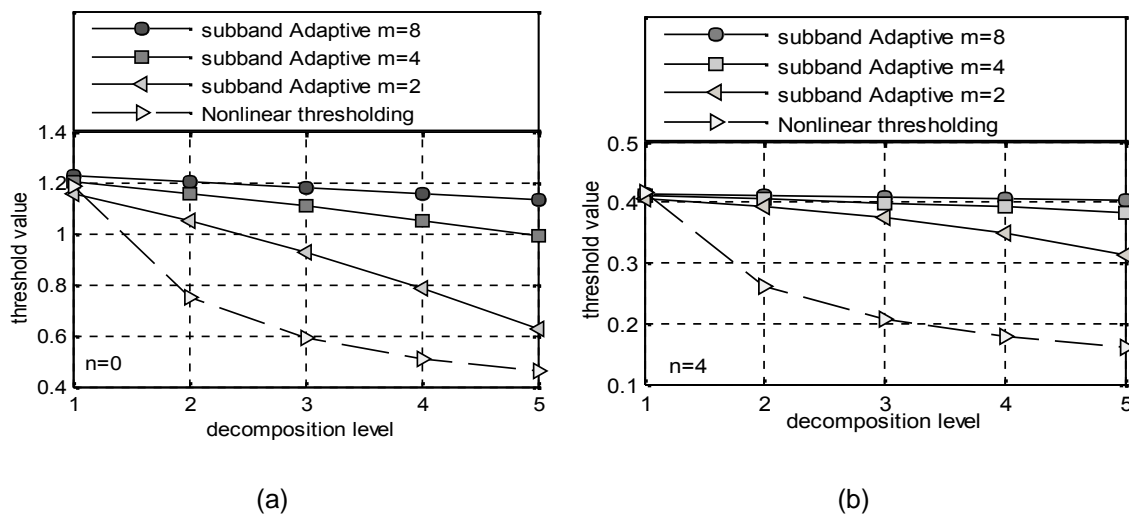 subband Adaptive m=8
subband Adaptive m=4
subband Adaptive m=2
Nonlinear thresholding
1.4
1.2
1
0.8
0.6
0.4
threshold value
n=0
1 2 3 4 5
decomposition level
(a)
subband Adaptive m=8
subband Adaptive m=4
subband Adaptive m=2
Nonlinear thresholding
0.5
0.4
0.3
0.2
0.1
threshold value
n=4
1 2 3 4 5
decomposition level
(b)